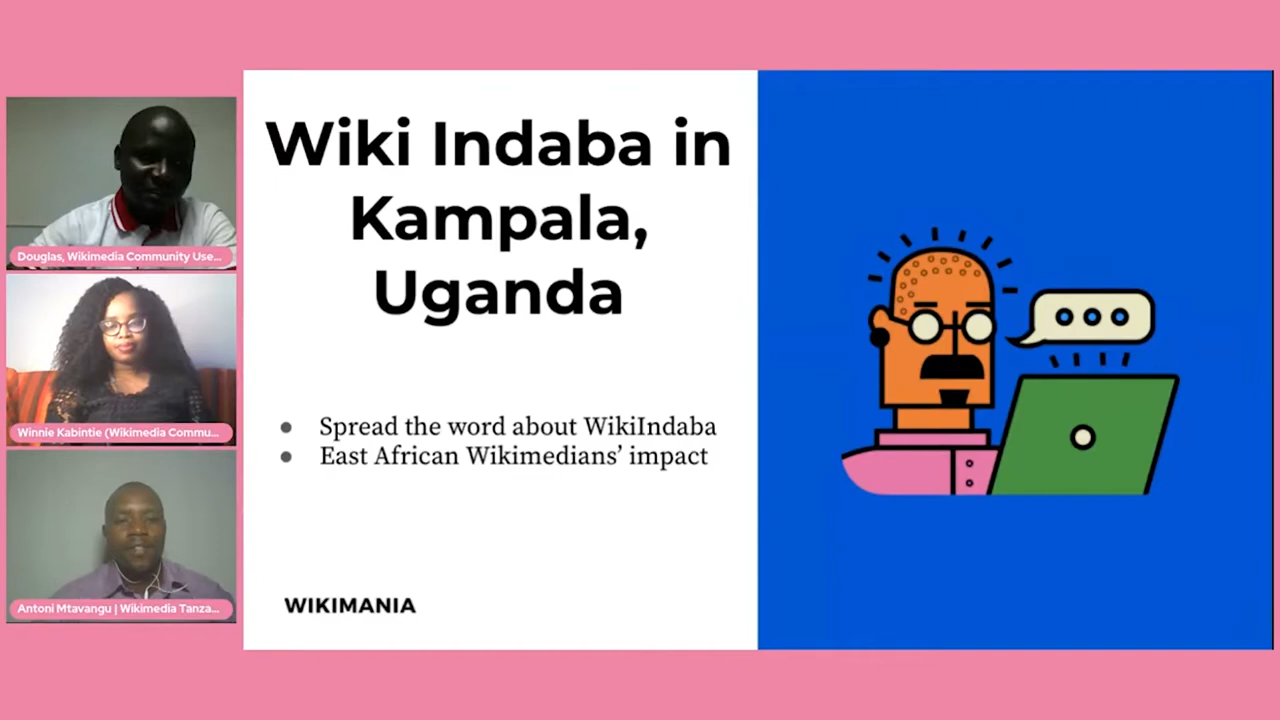 Douglas, Wikimedia Community Use...
Winnie Kabintie (Wikimedia Commu...
Antoni Mtavangu | Wikimedia Tanza...
Wiki Indaba in
Kampala,
Uganda
● Spread the word about WikiIndaba
● East African Wikimedians’ impact
WIKIMANIA